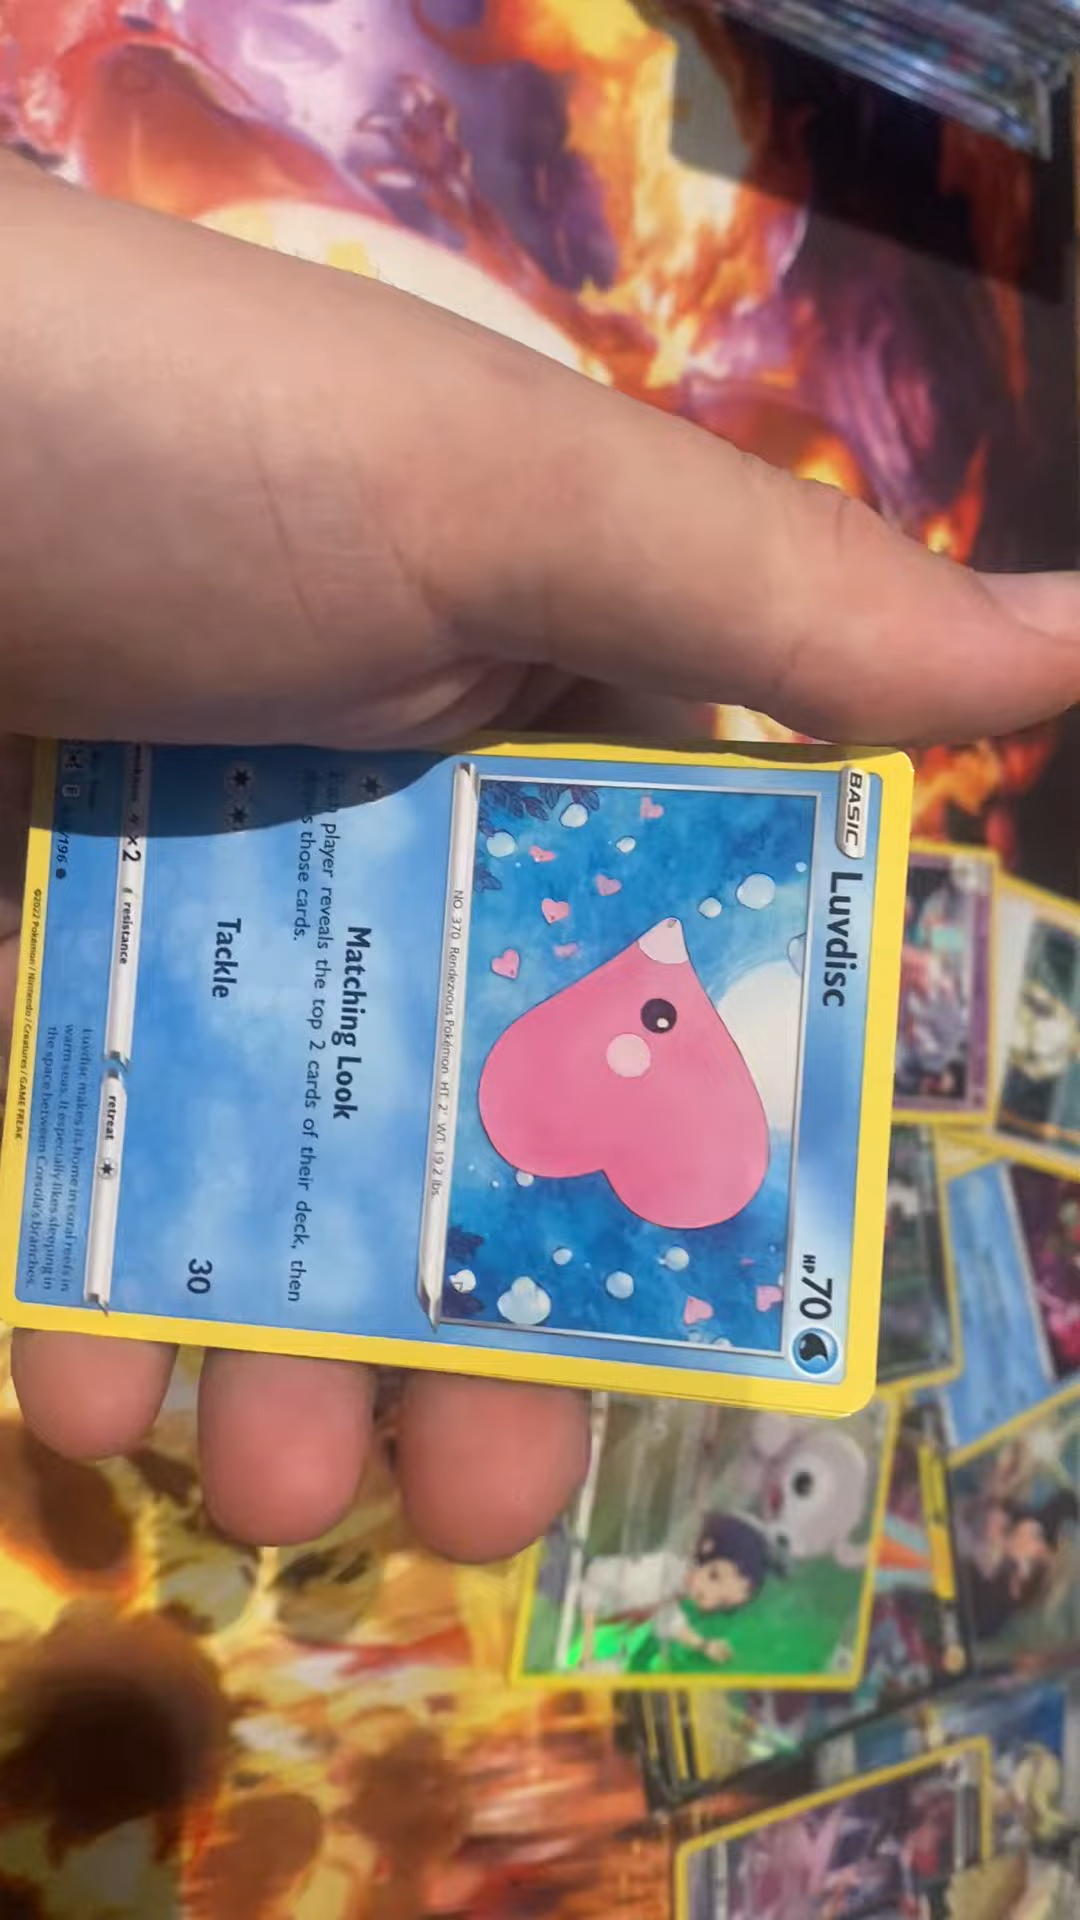 BASIC
Luvdisc
HP 70
NO. 370 Rendezvous Pokémon HT: 2' WT: 19.2 lbs.
Matching Look
player reveals the top 2 cards of their deck, then
those cards.
Tackle 30
×2 resistance retreat
Luvdisc makes its home in coral reefs in
warm seas. It especially likes sleeping in
the space between Corsola's branches.
E /196
©2022 Pokémon / Nintendo / Creatures / GAME FREAK